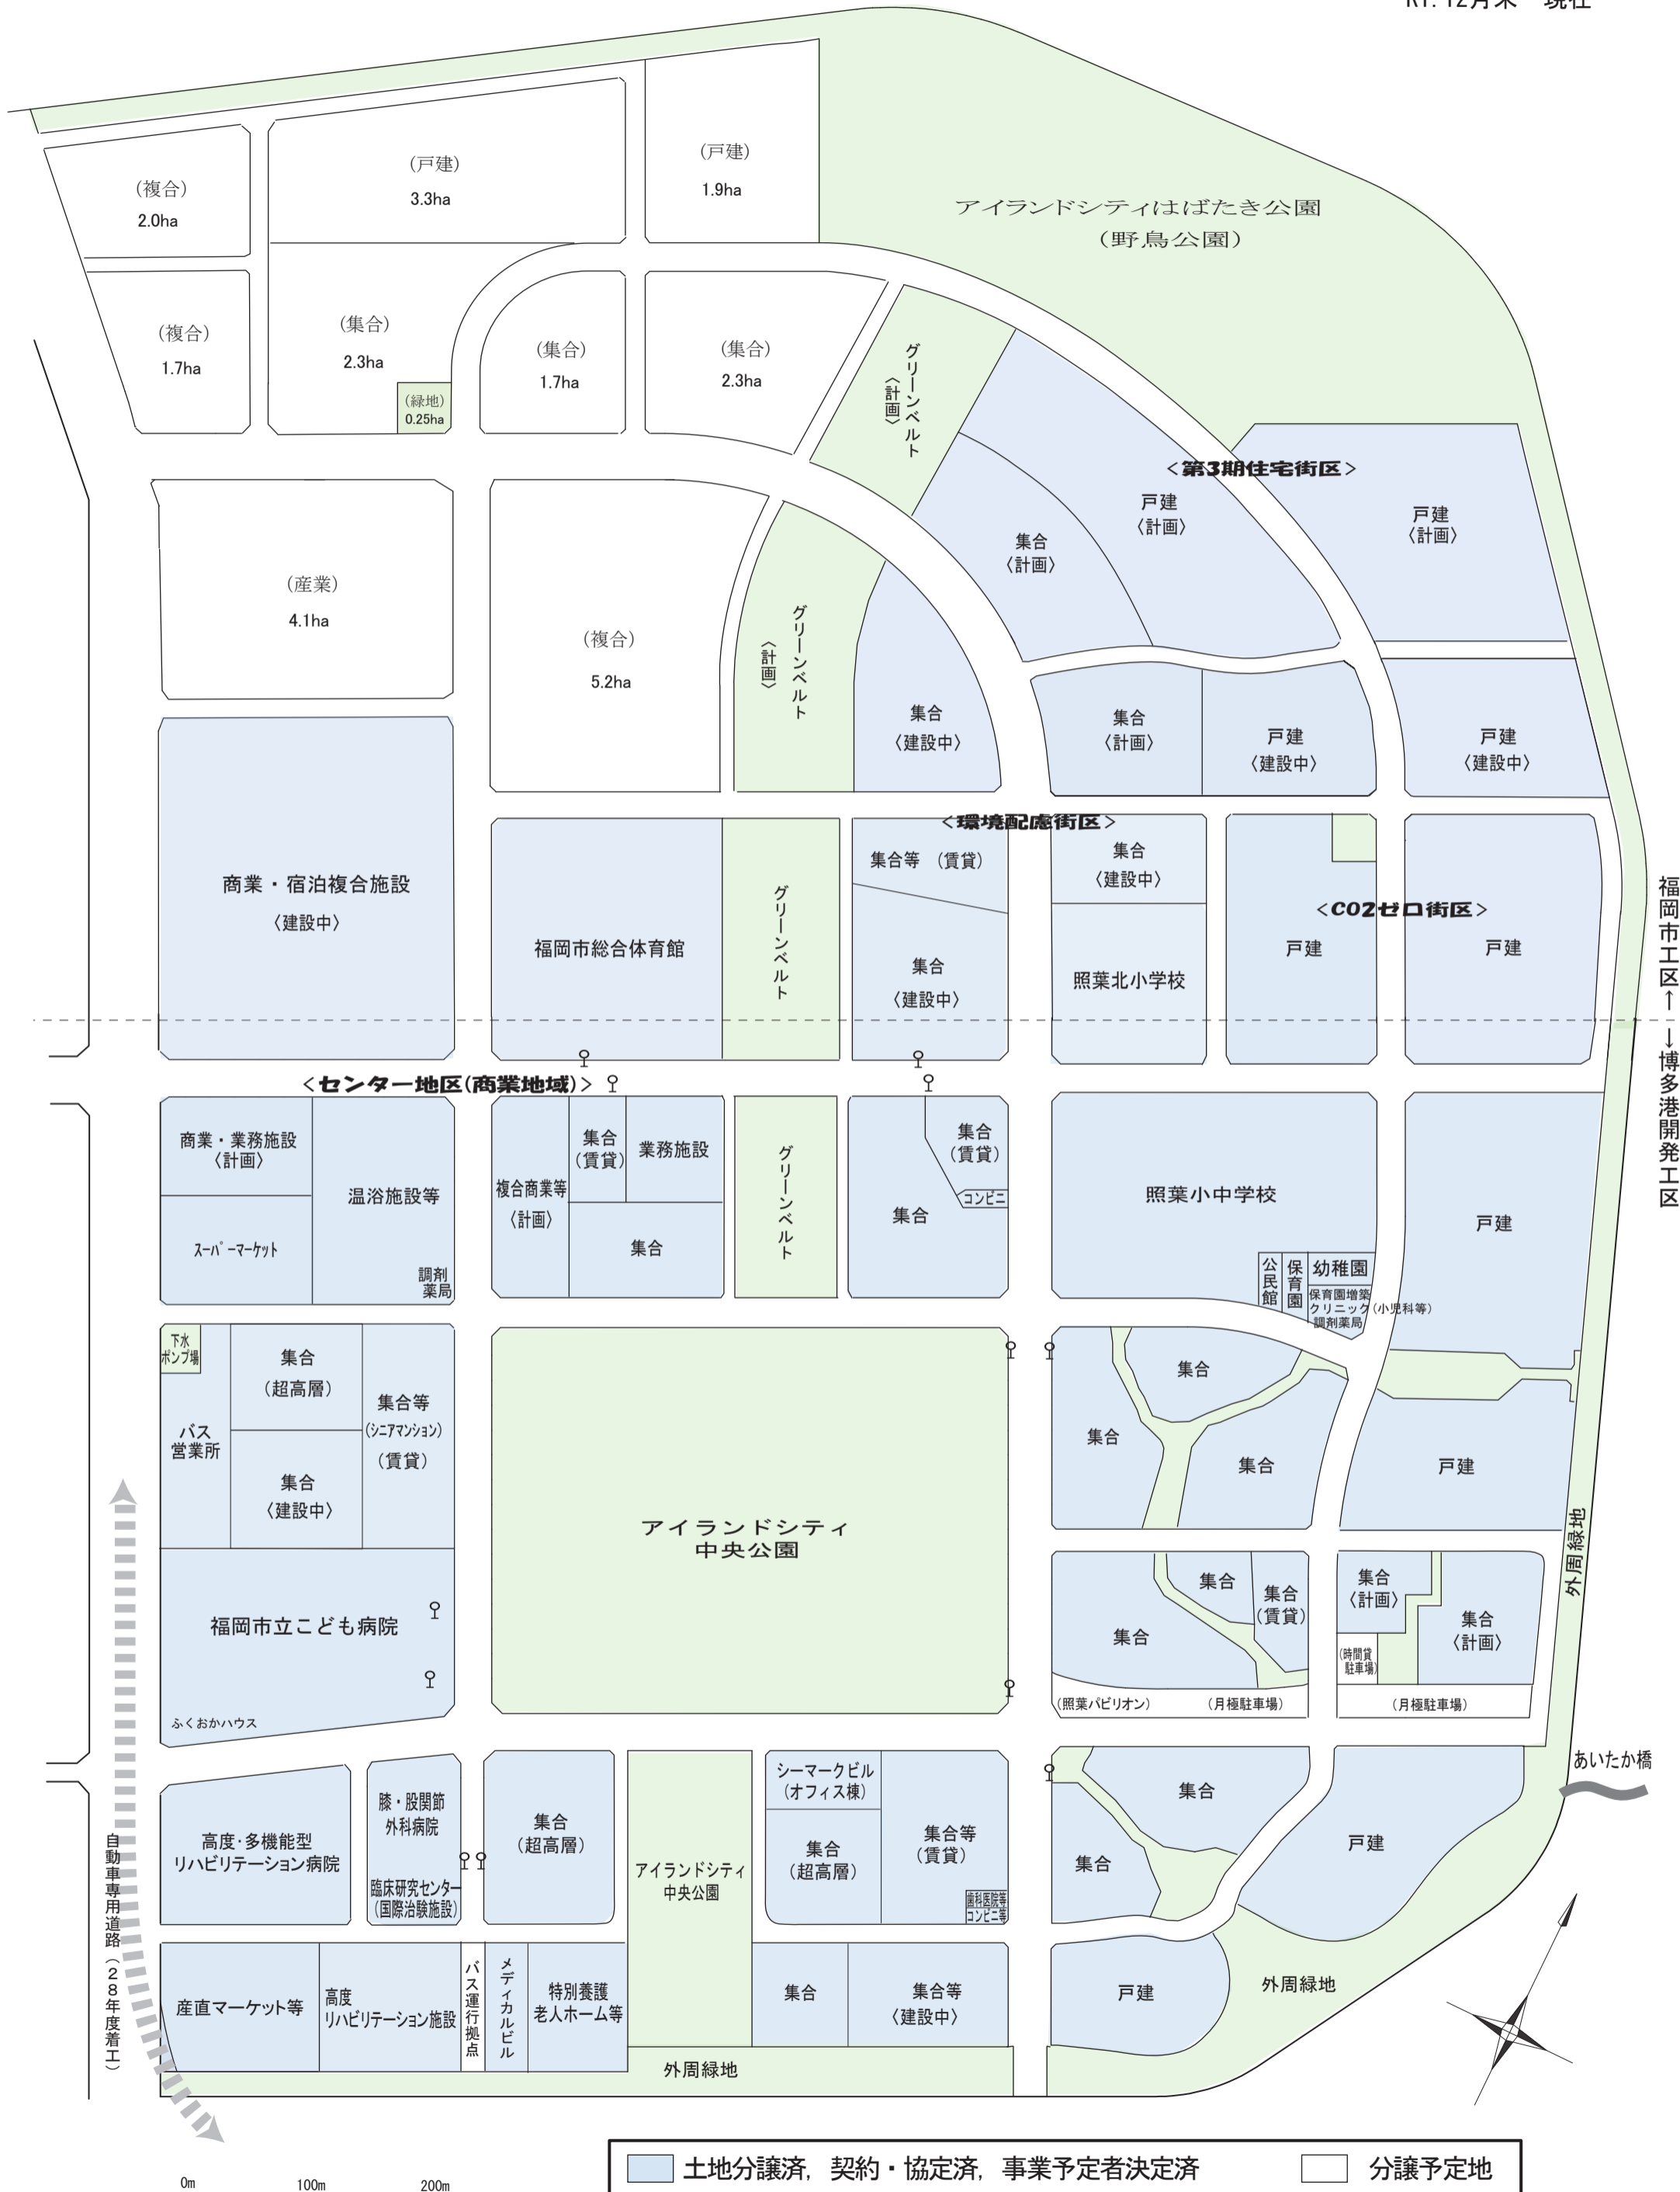 （複合）
2.0ha
（戸建）
3.3ha
（戸建）
1.9ha
アイランドシティはばたき公園
（野鳥公園）
（複合）
1.7ha
（集合）
2.3ha
（緑地）
0.25ha
（集合）
1.7ha
（集合）
2.3ha
グリーンベルト
〈計画〉
＜第3期住宅街区＞
戸建
〈計画〉
集合
〈計画〉
戸建
〈計画〉
（産業）
4.1ha
（複合）
5.2ha
グリーンベルト
〈計画〉
集合
〈建設中〉
集合
〈計画〉
戸建
〈建設中〉
戸建
〈建設中〉
商業・宿泊複合施設
〈建設中〉
福岡市総合体育館
グリーンベルト
＜環境配慮街区＞
集合等　（賃貸）
集合
〈建設中〉
集合
〈建設中〉
照葉北小学校
＜CO2ゼロ街区＞
戸建
戸建
福岡市工区←
→博多港開発工区
＜センター地区(商業地域)＞
商業・業務施設
〈計画〉
スーパーマーケット
温浴施設等
調剤
薬局
複合商業等
〈計画〉
集合
（賃貸）
業務施設
集合
グリーンベルト
集合
（賃貸）
コンビニ
集合
照葉小中学校
公民館
保育園
幼稚園
保育園増築
クリニック（小児科等）
調剤薬局
戸建
下水
ポンプ場
バス
営業所
集合
（超高層）
集合
〈建設中〉
集合等
（シニアマンション）
（賃貸）
アイランドシティ
中央公園
集合
集合
集合
戸建
外周緑地
福岡市立こども病院
ふくおかハウス
集合
集合
集合
（賃貸）
（照葉パビリオン）
（月極駐車場）
集合
〈計画〉
（時間貸
駐車場）
集合
〈計画〉
（月極駐車場）
あいたか橋
高度・多機能型
リハビリテーション病院
膝・股関節
外科病院
臨床研究センター
（国際治験施設）
集合
（超高層）
アイランドシティ
中央公園
シーマークビル
（オフィス棟）
集合
（超高層）
集合等
（賃貸）
歯科医院等
コンビニ等
集合
集合
戸建
自動車専用道路（２８年度着工）
産直マーケット等
高度
リハビリテーション施設
バス運行拠点
メディカルビル
特別養護
老人ホーム等
集合
集合等
〈建設中〉
戸建
外周緑地
外周緑地
土地分譲済，契約・協定済，事業予定者決定済
分譲予定地
0m
100m
200m